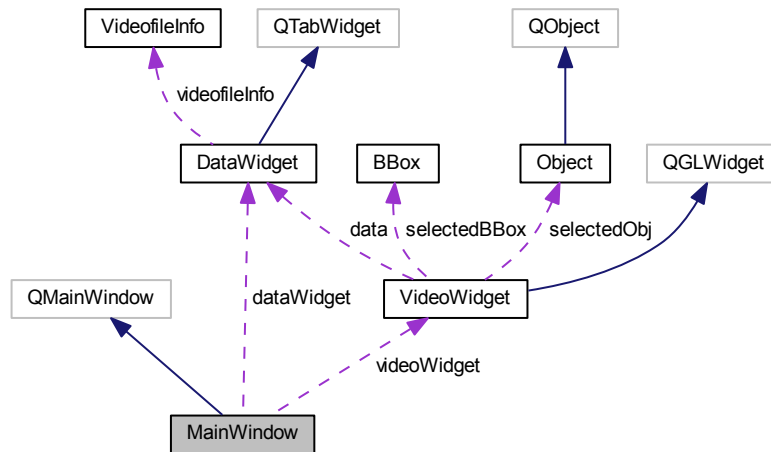 VideofileInfo
QTabWidget
QObject
videofileInfo
DataWidget
BBox
Object
QGLWidget
data
selectedBBox
selectedObj
QMainWindow
dataWidget
VideoWidget
videoWidget
MainWindow